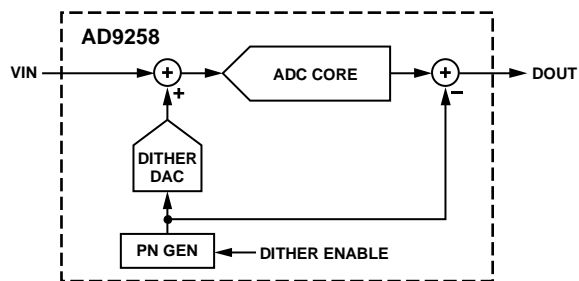 AD9258
VIN
+
+
ADC CORE
+
−
DOUT
DITHER
DAC
PN GEN
DITHER ENABLE